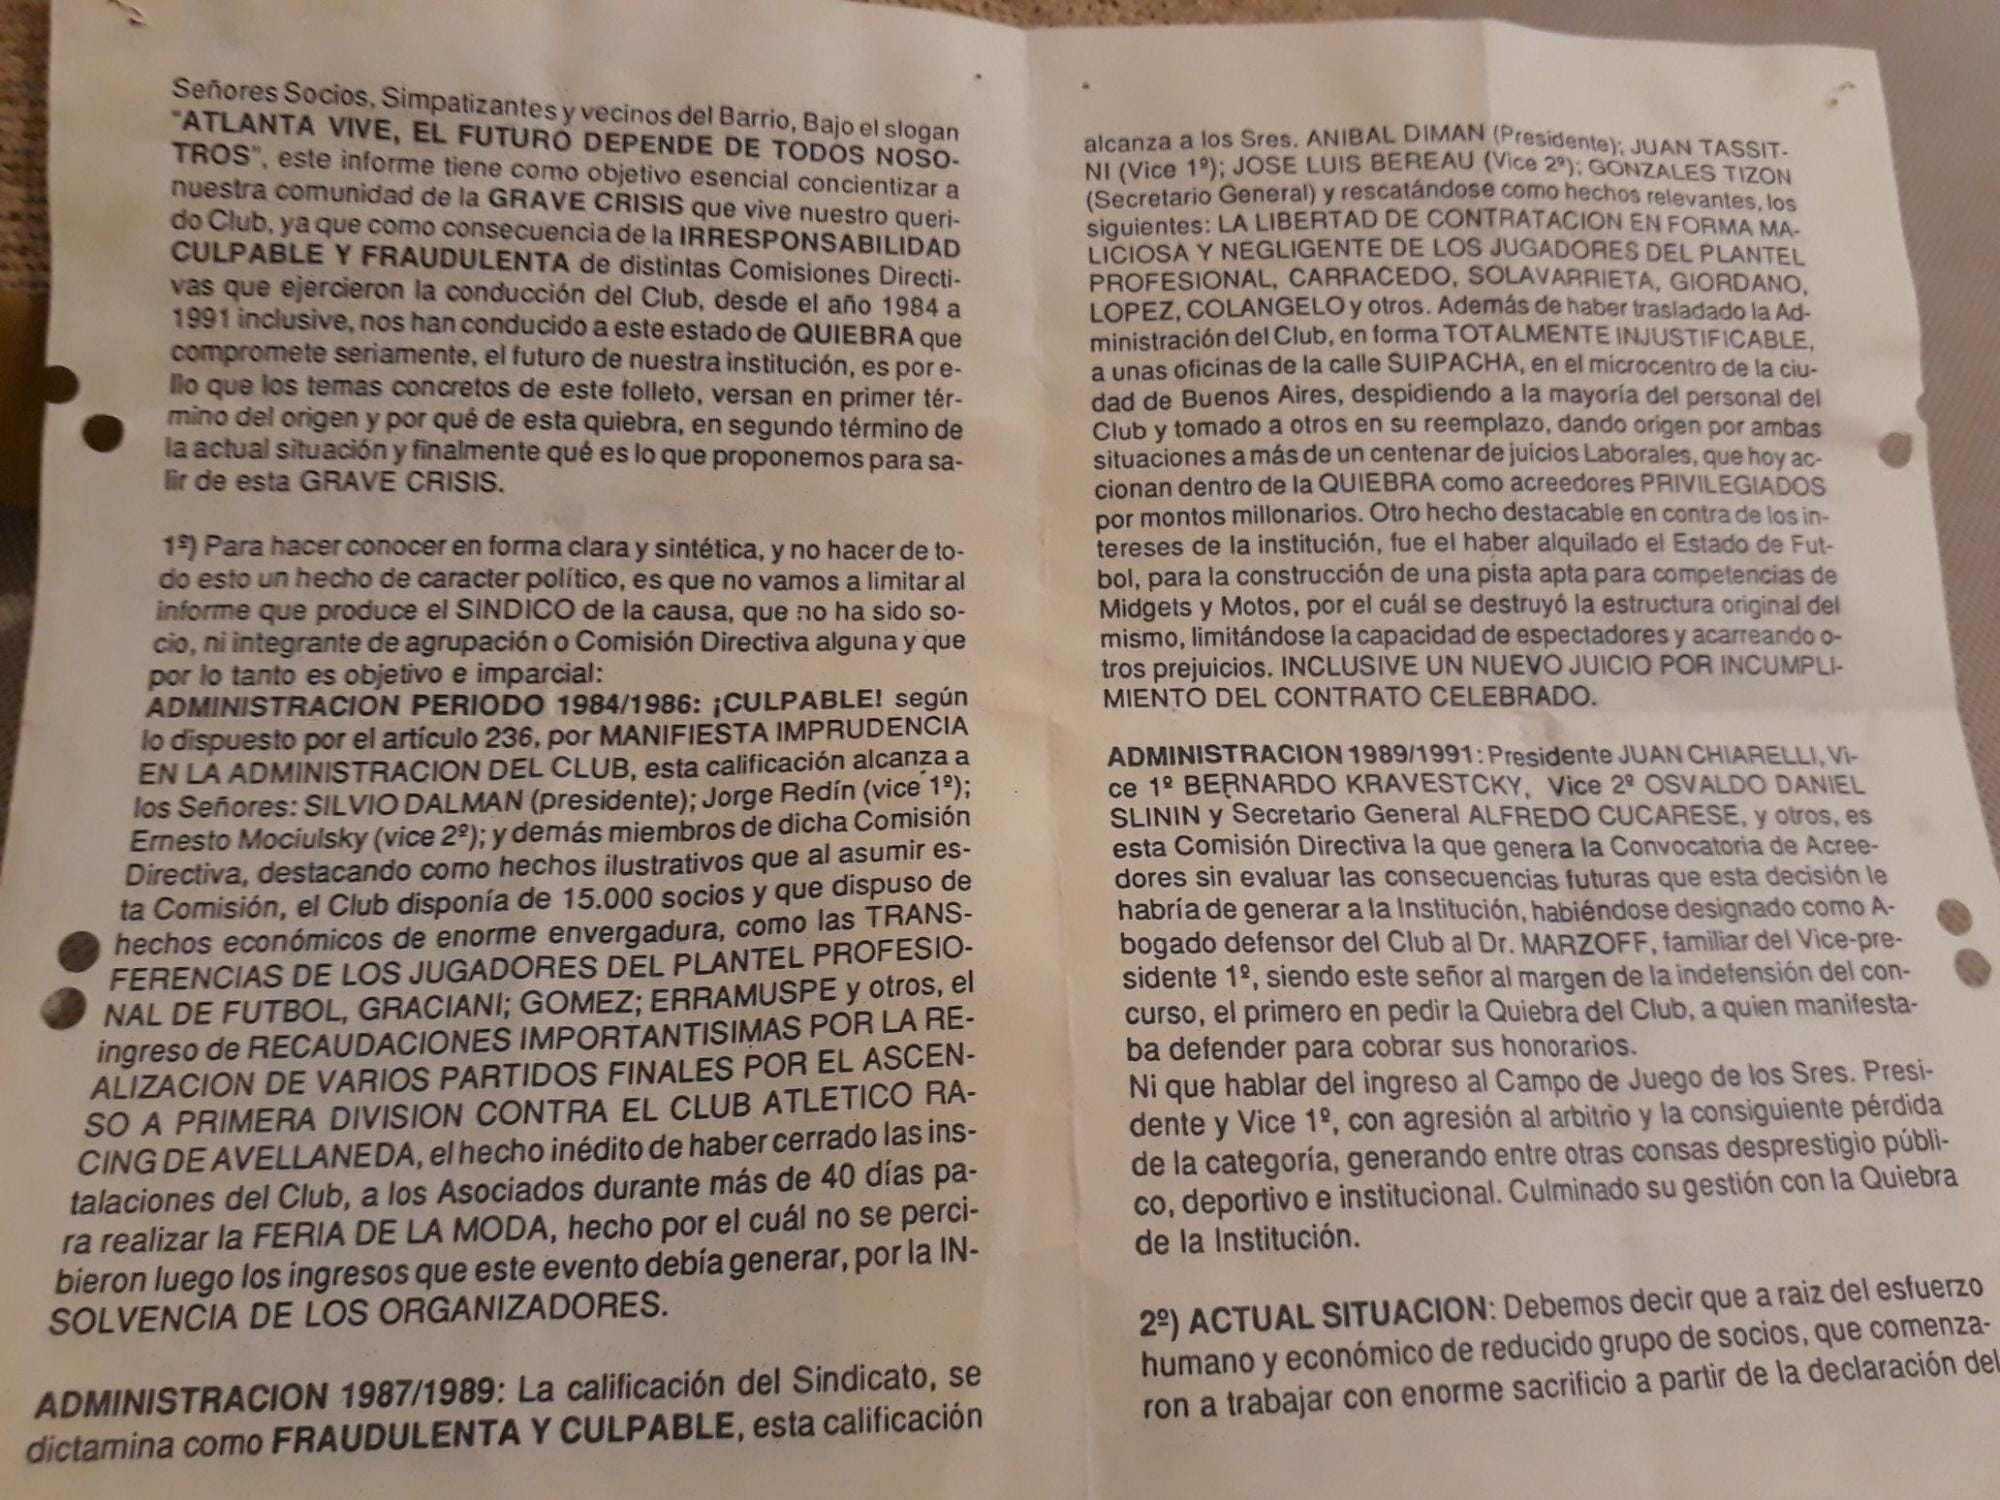 Señores Socios, Simpatizantes y vecinos del Barrio, Bajo el slogan
"ATLANTA VIVE, EL FUTURO DEPENDE DE TODOS NOSO-
TROS", este informe tiene como objetivo esencial concientizar a
nuestra comunidad de la GRAVE CRISIS que vive nuestro queri-
do Club, ya que como consecuencia de la IRRESPONSABILIDAD
CULPABLE Y FRAUDULENTA de distintas Comisiones Directi-
vas que ejercieron la conducción del Club, desde el año 1984 a
1991 inclusive, nos han conducido a este estado de QUIEBRA que
compromete seriamente, el futuro de nuestra institución, es por e-
llo que los temas concretos de este folleto, versan en primer tér-
mino del origen y por qué de esta quiebra, en segundo término de
la actual situación y finalmente qué es lo que proponemos para sa-
lir de esta GRAVE CRISIS.
1º) Para hacer conocer en forma clara y sintética, y no hacer de to-
do esto un hecho de caracter político, es que no vamos a limitar al
informe que produce el SINDICO de la causa, que no ha sido so-
cio, ni integrante de agrupación o Comisión Directiva alguna y que
por lo tanto es objetivo e imparcial:
ADMINISTRACION PERIODO 1984/1986: ¡CULPABLE! según
lo dispuesto por el artículo 236, por MANIFIESTA IMPRUDENCIA
EN LA ADMINISTRACION DEL CLUB, esta calificación alcanza a
los Señores: SILVIO DALMAN (presidente); Jorge Redín (vice 1º);
Ernesto Mociulsky (vice 2º); y demás miembros de dicha Comisión
Directiva, destacando como hechos ilustrativos que al asumir es-
ta Comisión, el Club disponía de 15.000 socios y que dispuso de
hechos económicos de enorme envergadura, como las TRANS-
FERENCIAS DE LOS JUGADORES DEL PLANTEL PROFESIO-
NAL DE FUTBOL, GRACIANI; GOMEZ; ERRAMUSPE y otros, el
ingreso de RECAUDACIONES IMPORTANTISIMAS POR LA RE-
ALIZACION DE VARIOS PARTIDOS FINALES POR EL ASCEN-
SO A PRIMERA DIVISION CONTRA EL CLUB ATLETICO RA-
CING DE AVELLANEDA, el hecho inédito de haber cerrado las ins-
talaciones del Club, a los Asociados durante más de 40 días pa-
ra realizar la FERIA DE LA MODA, hecho por el cuál no se perci-
bieron luego los ingresos que este evento debía generar, por la IN-
SOLVENCIA DE LOS ORGANIZADORES.
ADMINISTRACION 1987/1989: La calificación del Sindicato, se
dictamina como FRAUDULENTA Y CULPABLE, esta calificación
alcanza a los Sres. ANIBAL DIMAN (Presidente); JUAN TASSIT-
NI (Vice 1º); JOSE LUIS BEREAU (Vice 2º); GONZALES TIZON
(Secretario General) y rescatándose como hechos relevantes, los
siguientes: LA LIBERTAD DE CONTRATACION EN FORMA MA-
LICIOSA Y NEGLIGENTE DE LOS JUGADORES DEL PLANTEL
PROFESIONAL, CARRACEDO, SOLAVARRIETA, GIORDANO,
LOPEZ, COLANGELO y otros. Además de haber trasladado la Ad-
ministración del Club, en forma TOTALMENTE INJUSTIFICABLE,
a unas oficinas de la calle SUIPACHA, en el microcentro de la ciu-
dad de Buenos Aires, despidiendo a la mayoría del personal del
Club y tomado a otros en su reemplazo, dando origen por ambas
situaciones a más de un centenar de juicios Laborales, que hoy ac-
cionan dentro de la QUIEBRA como acreedores PRIVILEGIADOS
por montos millonarios. Otro hecho destacable en contra de los in-
tereses de la institución, fue el haber alquilado el Estado de Fut-
bol, para la construcción de una pista apta para competencias de
Midgets y Motos, por el cuál se destruyó la estructura original del
mismo, limitándose la capacidad de espectadores y acarreando o-
tros prejuicios. INCLUSIVE UN NUEVO JUICIO POR INCUMPLI-
MIENTO DEL CONTRATO CELEBRADO.
ADMINISTRACION 1989/1991: Presidente JUAN CHIARELLI, Vi-
ce 1º BERNARDO KRAVESTCKY, Vice 2º OSVALDO DANIEL
SLININ y Secretario General ALFREDO CUCARESE, y otros, es
esta Comisión Directiva la que genera la Convocatoria de Acree-
dores sin evaluar las consecuencias futuras que esta decisión le
habría de generar a la Institución, habiéndose designado como A-
bogado defensor del Club al Dr. MARZOFF, familiar del Vice-pre-
sidente 1º, siendo este señor al margen de la indefensión del con-
curso, el primero en pedir la Quiebra del Club, a quien manifesta-
ba defender para cobrar sus honorarios.
Ni que hablar del ingreso al Campo de Juego de los Sres. Presi-
dente y Vice 1º, con agresión al arbitrio y la consiguiente pérdida
de la categoría, generando entre otras consas desprestigio públi-
co, deportivo e institucional. Culminado su gestión con la Quiebra
de la Institución.
2º) ACTUAL SITUACION: Debemos decir que a raiz del esfuerzo
humano y económico de reducido grupo de socios, que comenza-
ron a trabajar con enorme sacrificio a partir de la declaración del